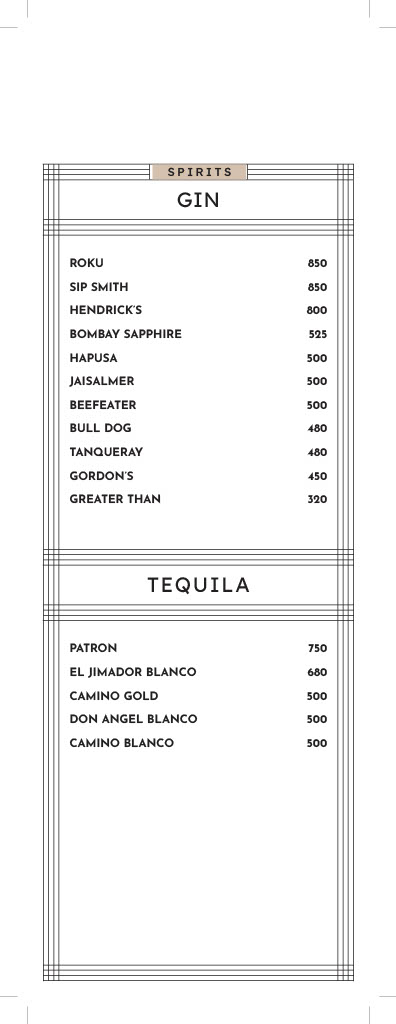 SPIRITS
GIN
ROKU 850
SIP SMITH 850
HENDRICK'S 800
BOMBAY SAPPHIRE 525
HAPUSA 500
JAISALMER 500
BEEFEATER 500
BULL DOG 480
TANQUERAY 480
GORDON'S 450
GREATER THAN 320
TEQUILA
PATRON 750
EL JIMADOR BLANCO 680
CAMINO GOLD 500
DON ANGEL BLANCO 500
CAMINO BLANCO 500